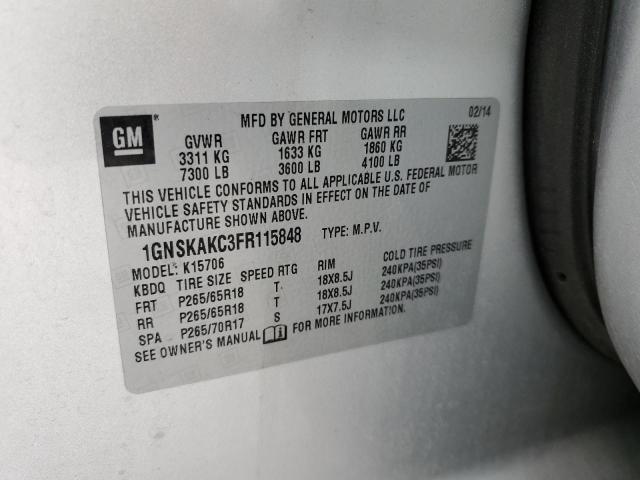 MFD BY GENERAL MOTORS LLC 02/14
GM ®
GVWR GAWR FRT GAWR RR
3311 KG 1633 KG 1860 KG
7300 LB 3600 LB 4100 LB
THIS VEHICLE CONFORMS TO ALL APPLICABLE U.S. FEDERAL MOTOR
VEHICLE SAFETY STANDARDS IN EFFECT ON THE DATE OF
MANUFACTURE SHOWN ABOVE.
1GNSKAKC3FR115848 TYPE: M.P.V.
MODEL: K15706
KBDQ TIRE SIZE SPEED RTG RIM COLD TIRE PRESSURE
FRT P265/65R18 T 18X8.5J 240KPA(35PSI)
RR P265/65R18 T 18X8.5J 240KPA(35PSI)
SPA P265/70R17 S 17X7.5J 240KPA(35PSI)
SEE OWNER'S MANUAL FOR MORE INFORMATION.